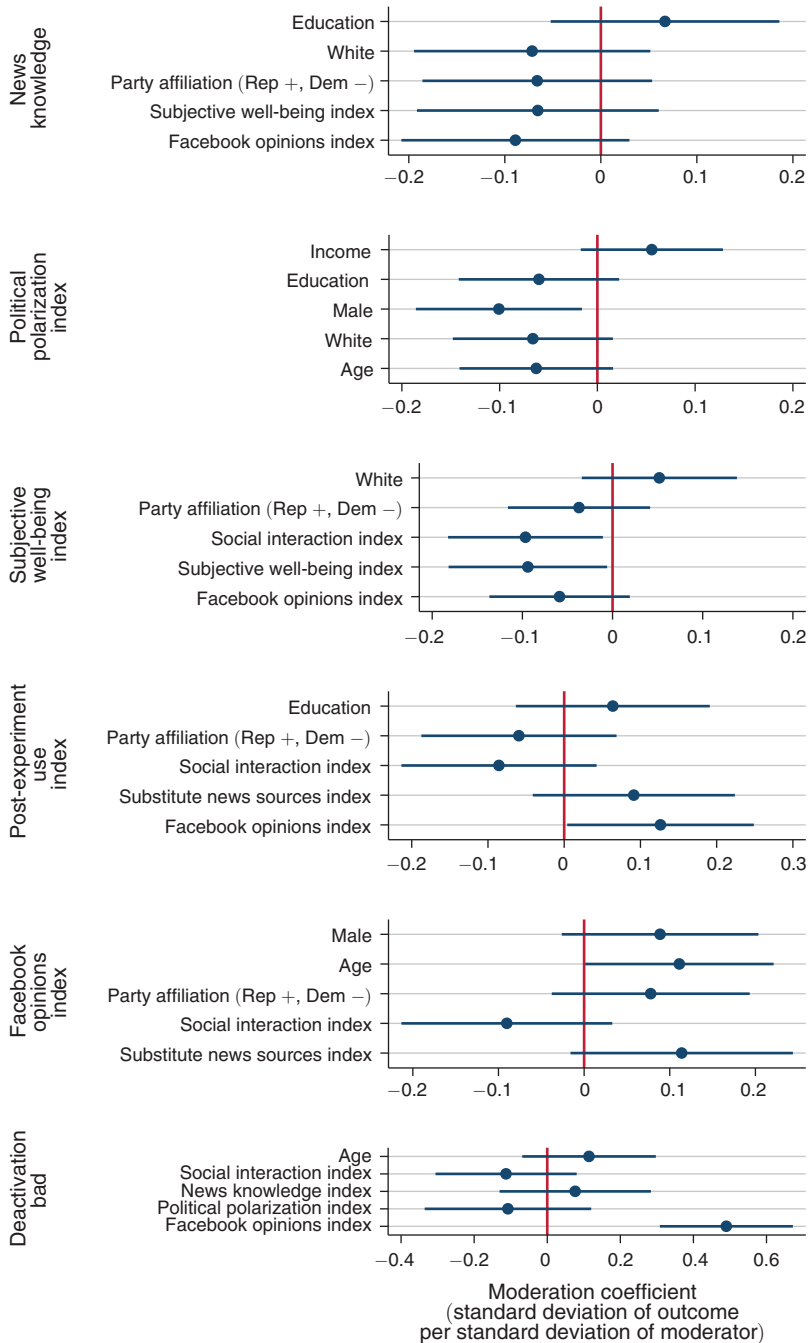 News
knowledge
Education
White
Party affiliation (Rep +, Dem −)
Subjective well-being index
Facebook opinions index
−0.2 −0.1 0 0.1 0.2
Political
polarization
index
Income
Education
Male
White
Age
−0.2 −0.1 0 0.1 0.2
Subjective
well-being
index
White
Party affiliation (Rep +, Dem −)
Social interaction index
Subjective well-being index
Facebook opinions index
−0.2 −0.1 0 0.1 0.2
Post-experiment
use
index
Education
Party affiliation (Rep +, Dem −)
Social interaction index
Substitute news sources index
Facebook opinions index
−0.2 −0.1 0 0.1 0.2 0.3
Facebook
opinions
index
Male
Age
Party affiliation (Rep +, Dem −)
Social interaction index
Substitute news sources index
−0.2 −0.1 0 0.1 0.2
Deactivation
bad
Age
Social interaction index
News knowledge index
Political polarization index
Facebook opinions index
−0.4 −0.2 0 0.2 0.4 0.6
Moderation coefficient
(standard deviation of outcome
per standard deviation of moderator)